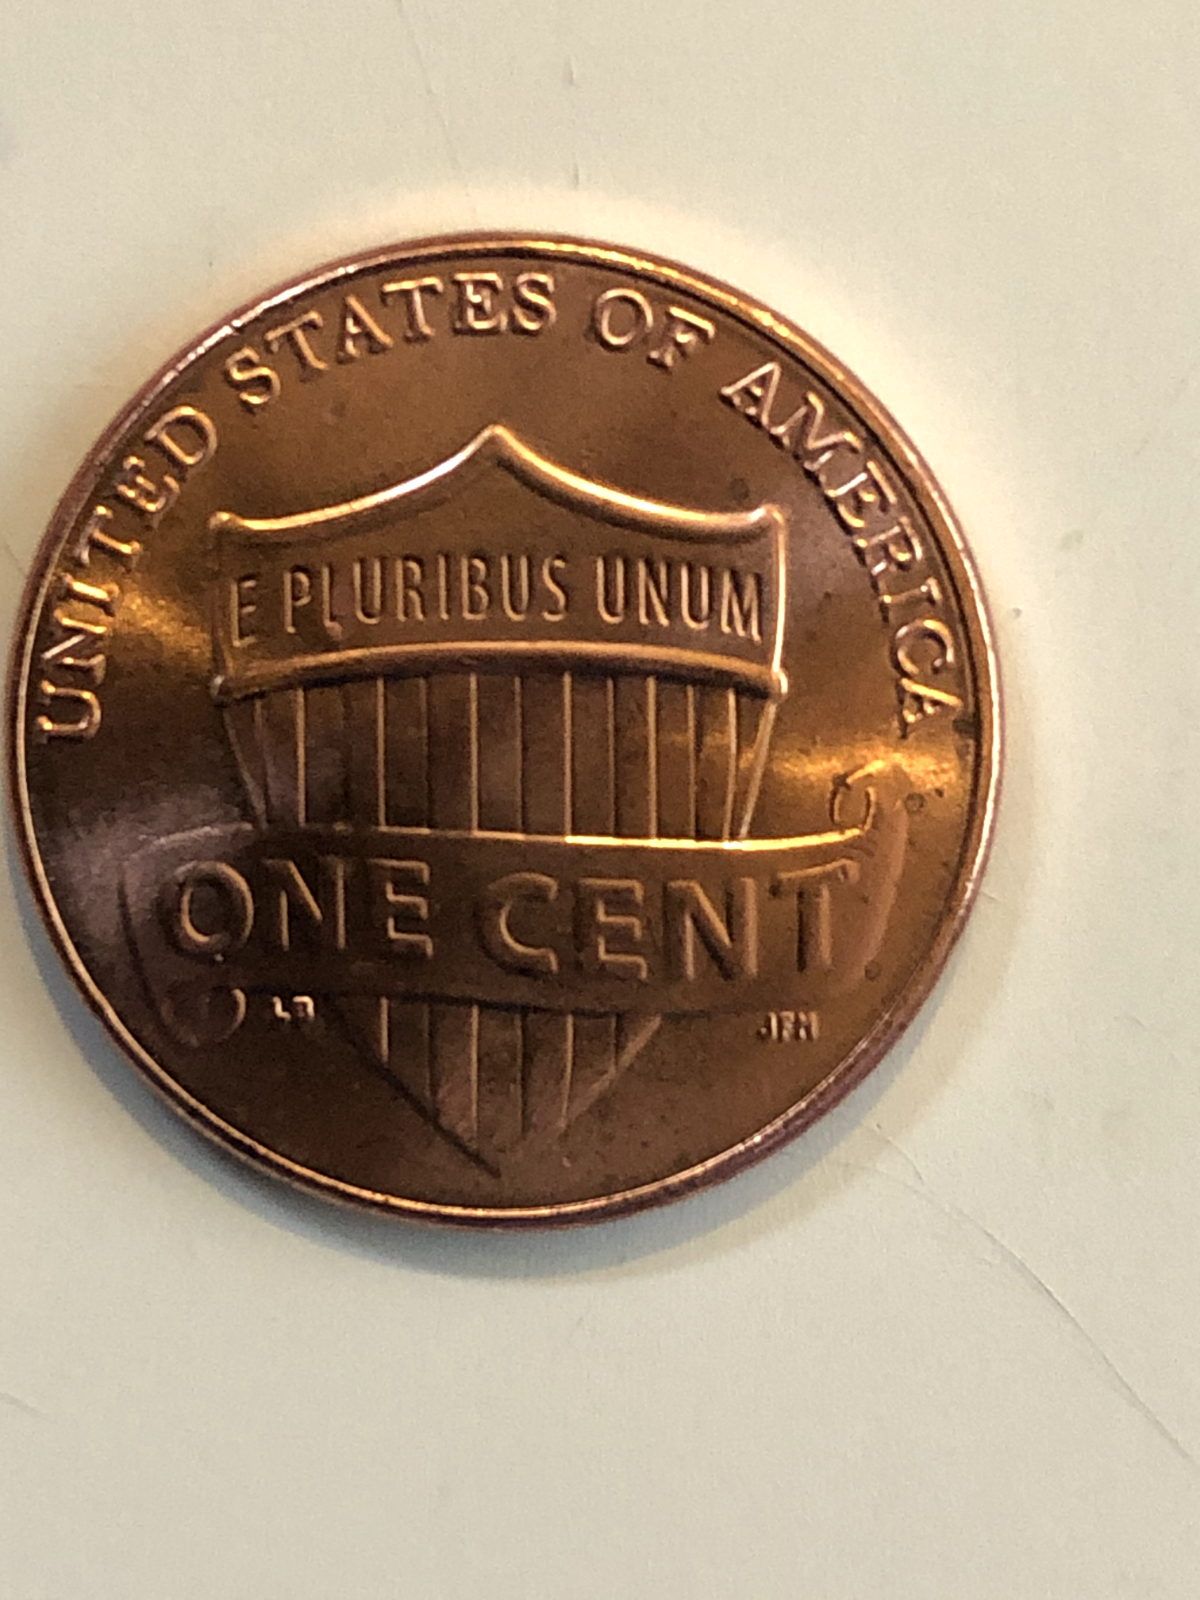 UNITED STATES OF AMERICA
E PLURIBUS UNUM
ONE CENT
LB JFM